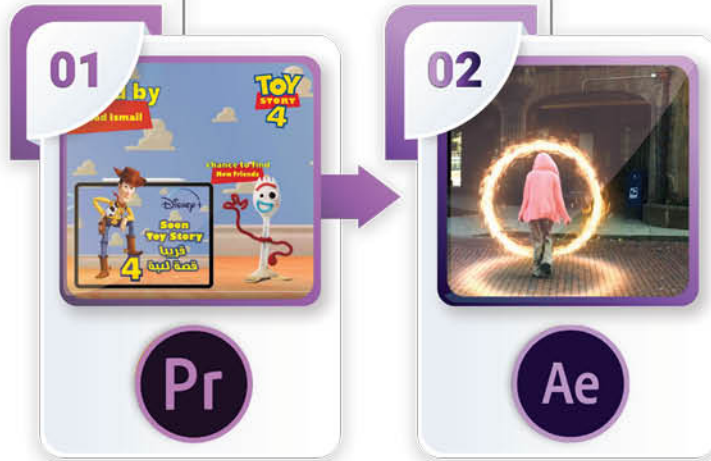 01
by
od Ismail
TOY
STORY
4
chance to find
New Friends
Disney+
Soon
Toy Story
4
قريباً
قصة لعبة
Pr
02
Ae